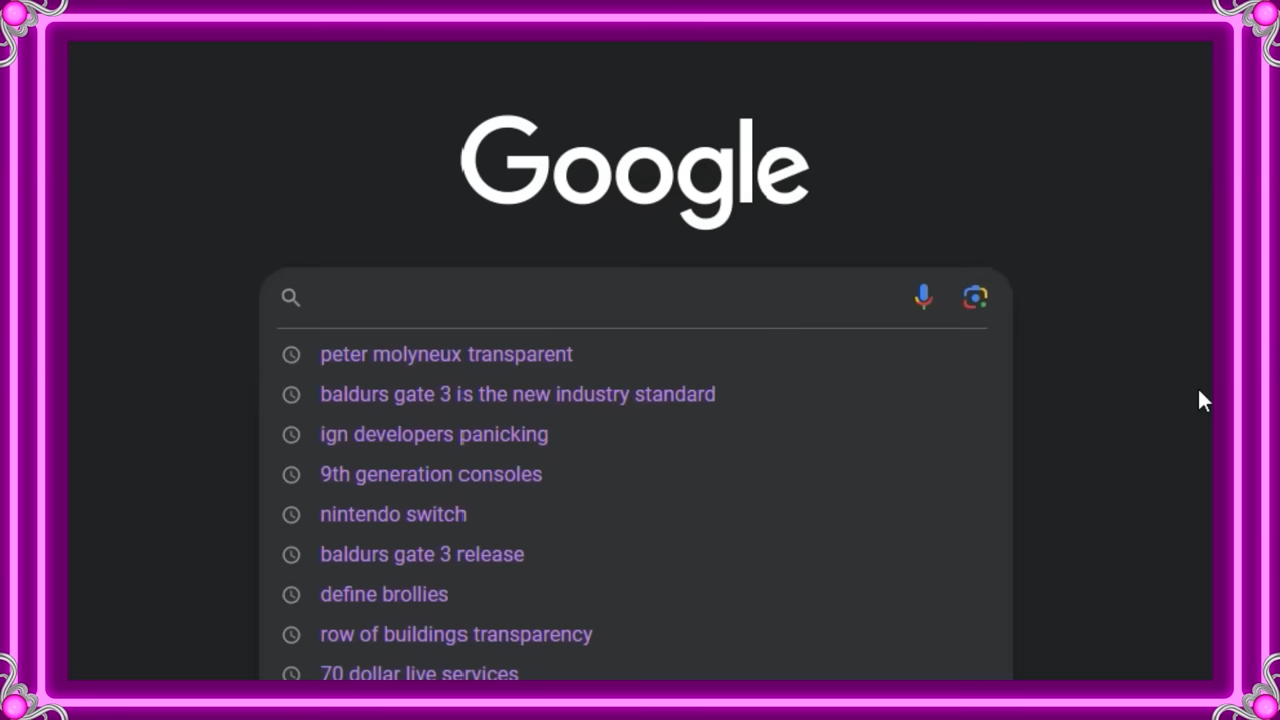 Google
peter molyneux transparent
baldurs gate 3 is the new industry standard
ign developers panicking
9th generation consoles
nintendo switch
baldurs gate 3 release
define brollies
row of buildings transparency
70 dollar live services